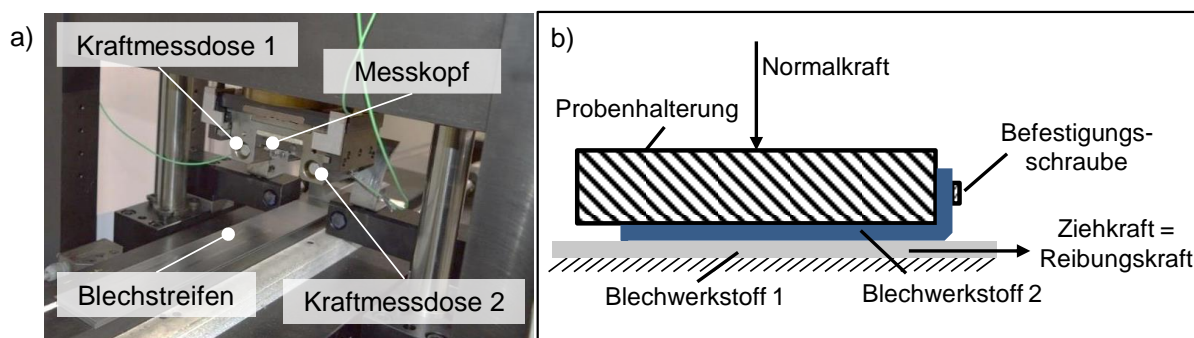 a)
Kraftmessdose 1
Messkopf
Blechstreifen
Kraftmessdose 2
b)
Normalkraft
Probenhalterung
Befestigungs-
schraube
Ziehkraft =
Reibungskraft
Blechwerkstoff 1
Blechwerkstoff 2